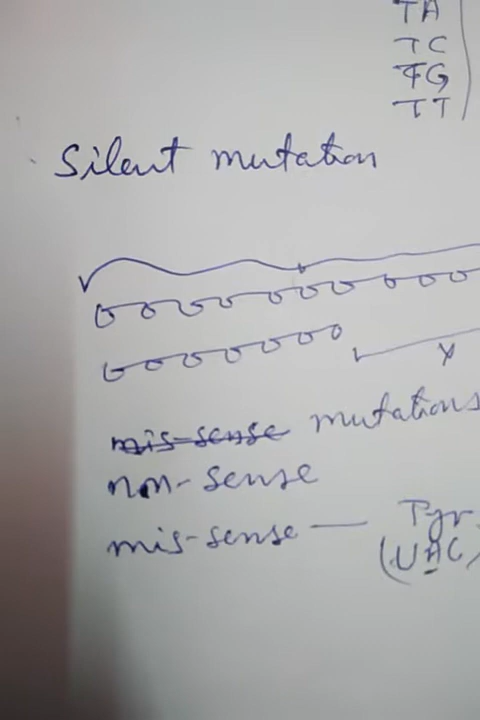 TA
TC
TG
TT
Silent mutation
x
mis-sense mutations
non-sense
mis-sense — Tyr
(UAC)